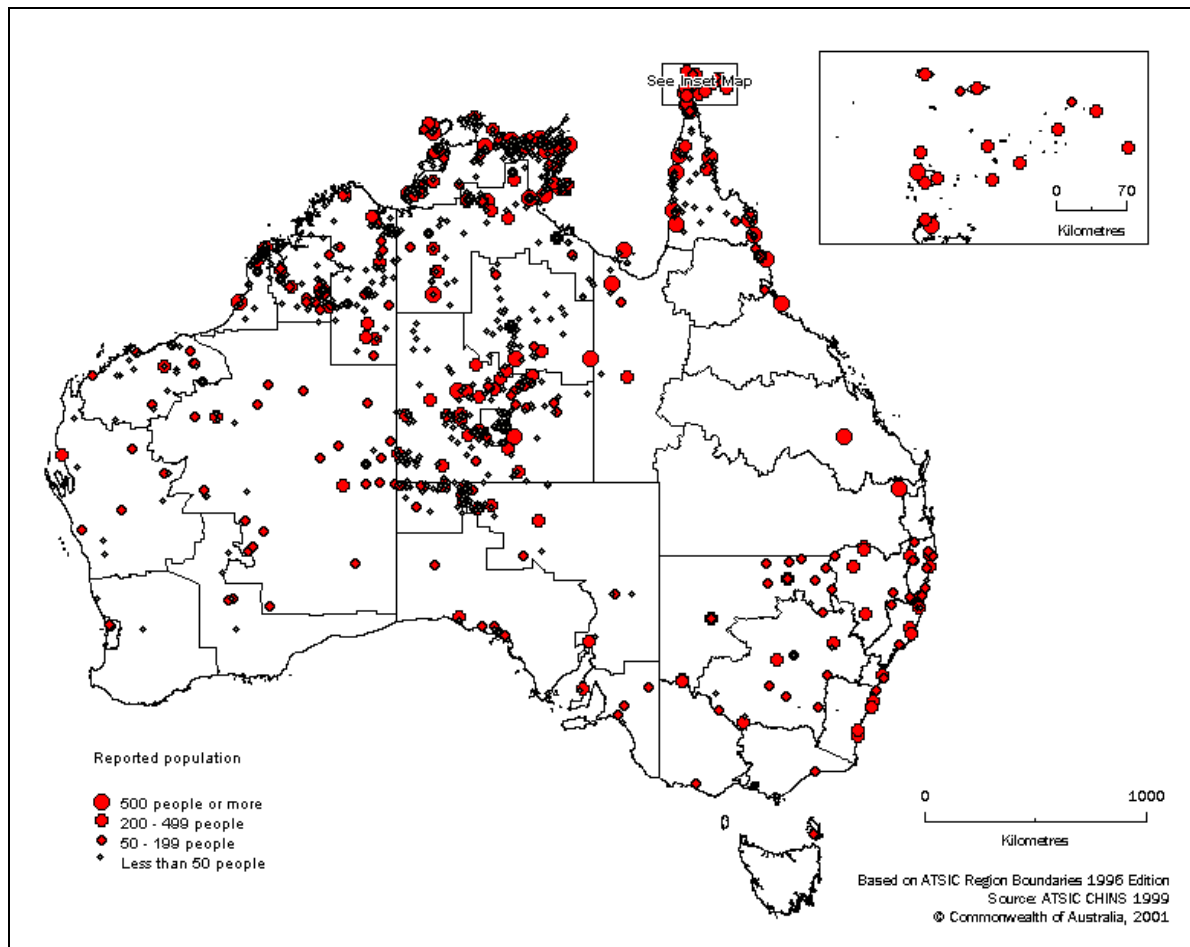 See Inset Map
0 70
Kilometres
Reported population
500 people or more
200 - 499 people
50 - 199 people
Less than 50 people
0 1000
Kilometres
Based on ATSIC Region Boundaries 1996 Edition
Source: ATSIC CHINS 1999
© Commonwealth of Australia, 2001